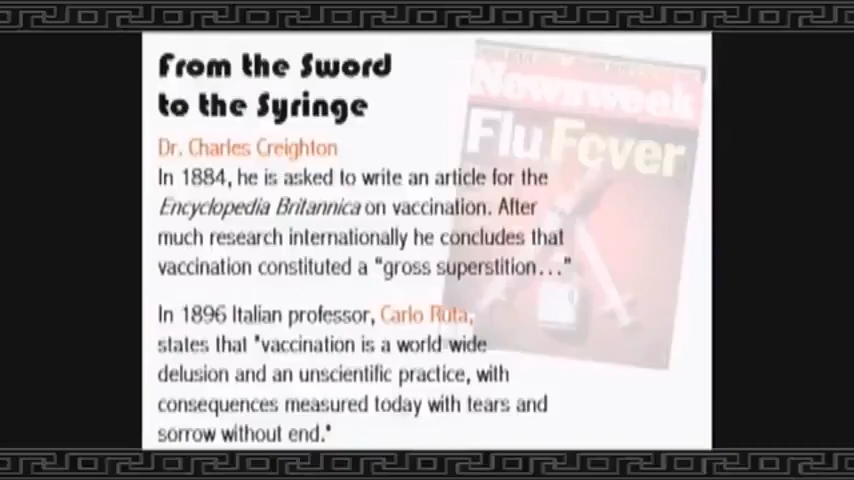 From the Sword
to the Syringe
Newsweek
Flu Fever
Dr. Charles Creighton
In 1884, he is asked to write an article for the
Encyclopedia Britannica on vaccination. After
much research internationally he concludes that
vaccination constituted a "gross superstition..."
In 1896 Italian professor, Carlo Ruta,
states that "vaccination is a world wide
delusion and an unscientific practice, with
consequences measured today with tears and
sorrow without end."